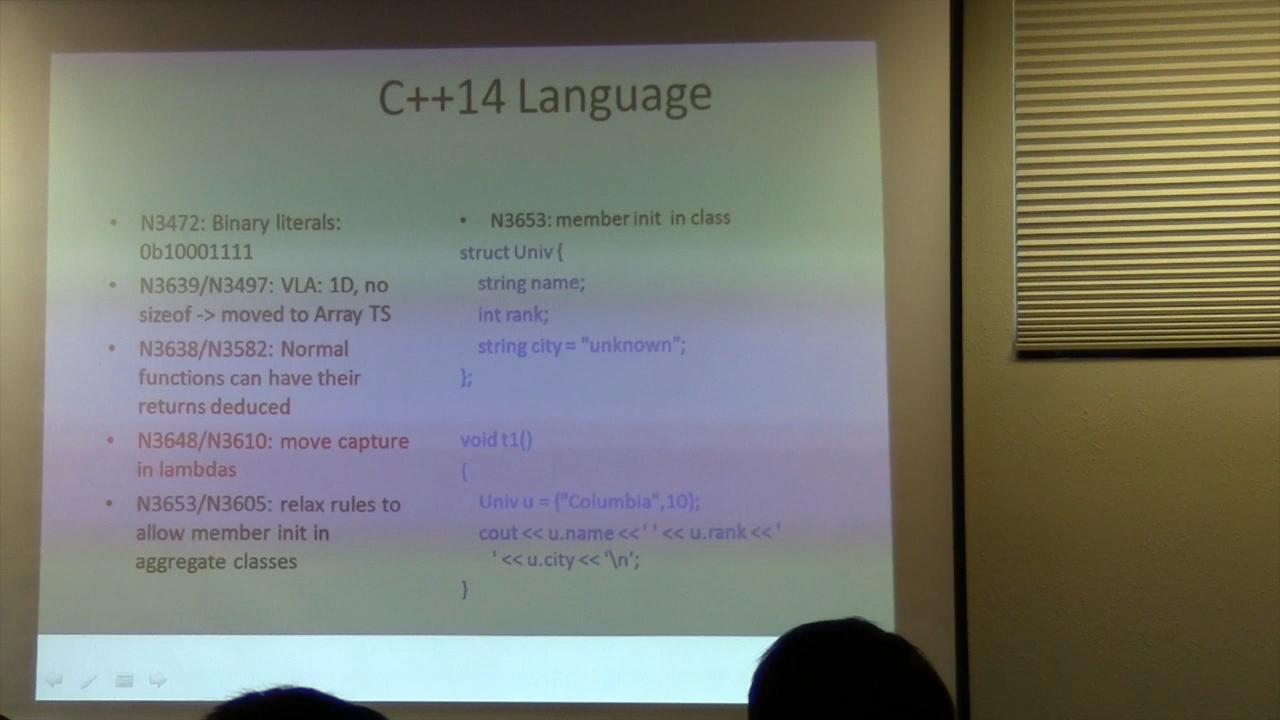 C++14 Language
• N3472: Binary literals:
0b10001111
• N3639/N3497: VLA: 1D, no
sizeof -> moved to Array TS
• N3638/N3582: Normal
functions can have their
returns deduced
• N3648/N3610: move capture
in lambdas
• N3653/N3605: relax rules to
allow member init in
aggregate classes
• N3653: member init in class
struct Univ {
string name;
int rank;
string city = "unknown";
};
void t1()
{
Univ u = {"Columbia",10};
cout << u.name << ' ' << u.rank << '
' << u.city << '\n';
}